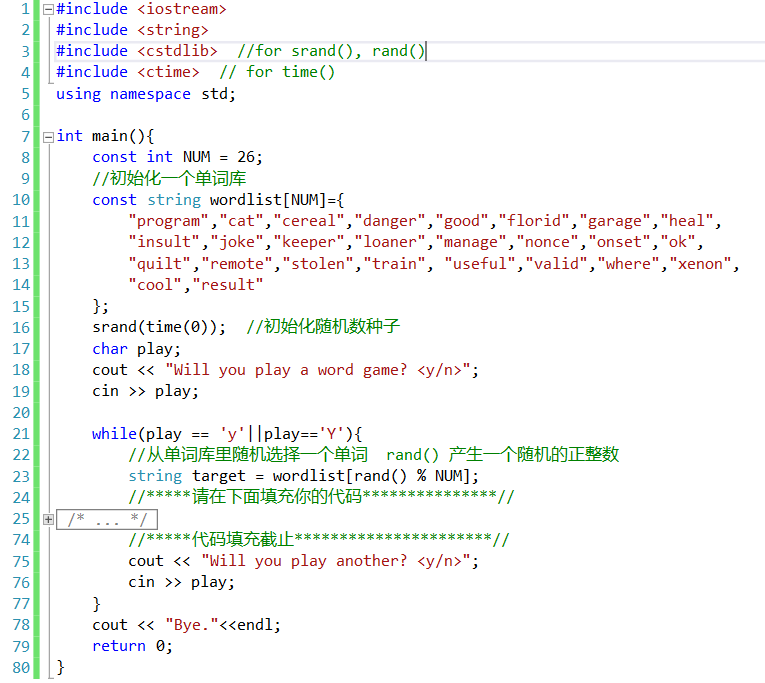 1 #include <iostream>
2 #include <string>
3 #include <cstdlib>  //for srand(), rand()
4 #include <ctime>  // for time()
5 using namespace std;
6
7 int main(){
8     const int NUM = 26;
9     //初始化一个单词库
10     const string wordlist[NUM]={
11         "program","cat","cereal","danger","good","florid","garage","heal",
12         "insult","joke","keeper","loaner","manage","nonce","onset","ok",
13         "quilt","remote","stolen","train", "useful","valid","where","xenon",
14         "cool","result"
15     };
16     srand(time(0));  //初始化随机数种子
17     char play;
18     cout << "Will you play a word game? <y/n>";
19     cin >> play;
20
21     while(play == 'y'||play=='Y'){
22         //从单词库里随机选择一个单词  rand() 产生一个随机的正整数
23         string target = wordlist[rand() % NUM];
24         //*****请在下面填充你的代码***************//
25 /* ... */
74         //*****代码填充截止**********************//
75         cout << "Will you play another? <y/n>";
76         cin >> play;
77     }
78     cout << "Bye."<<endl;
79     return 0;
80 }